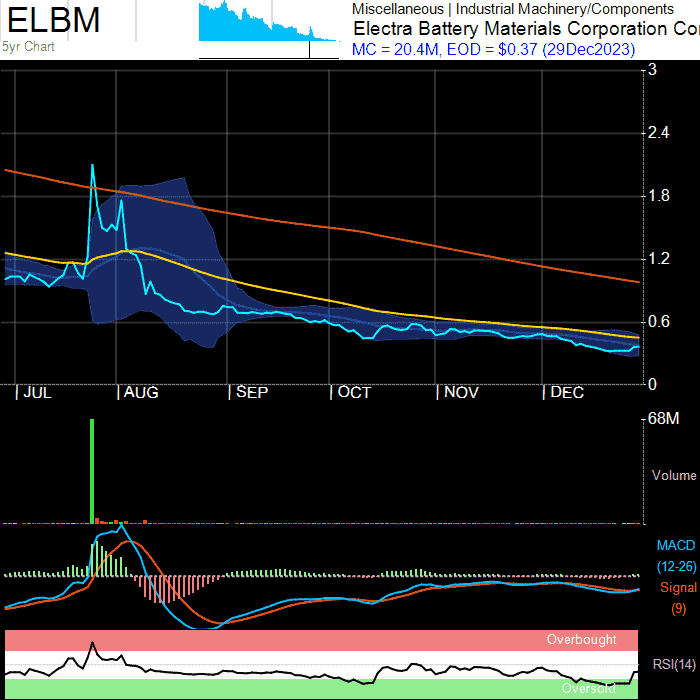 ELBM
5yr Chart
Miscellaneous | Industrial Machinery/Components
Electra Battery Materials Corporation Co
MC = 20.4M, EOD = $0.37 (29Dec2023)
3
2.4
1.8
1.2
0.6
0
JUL AUG SEP OCT NOV DEC
68M
Volume
MACD
(12-26)
Signal
(9)
Overbought
RSI(14)
Oversold